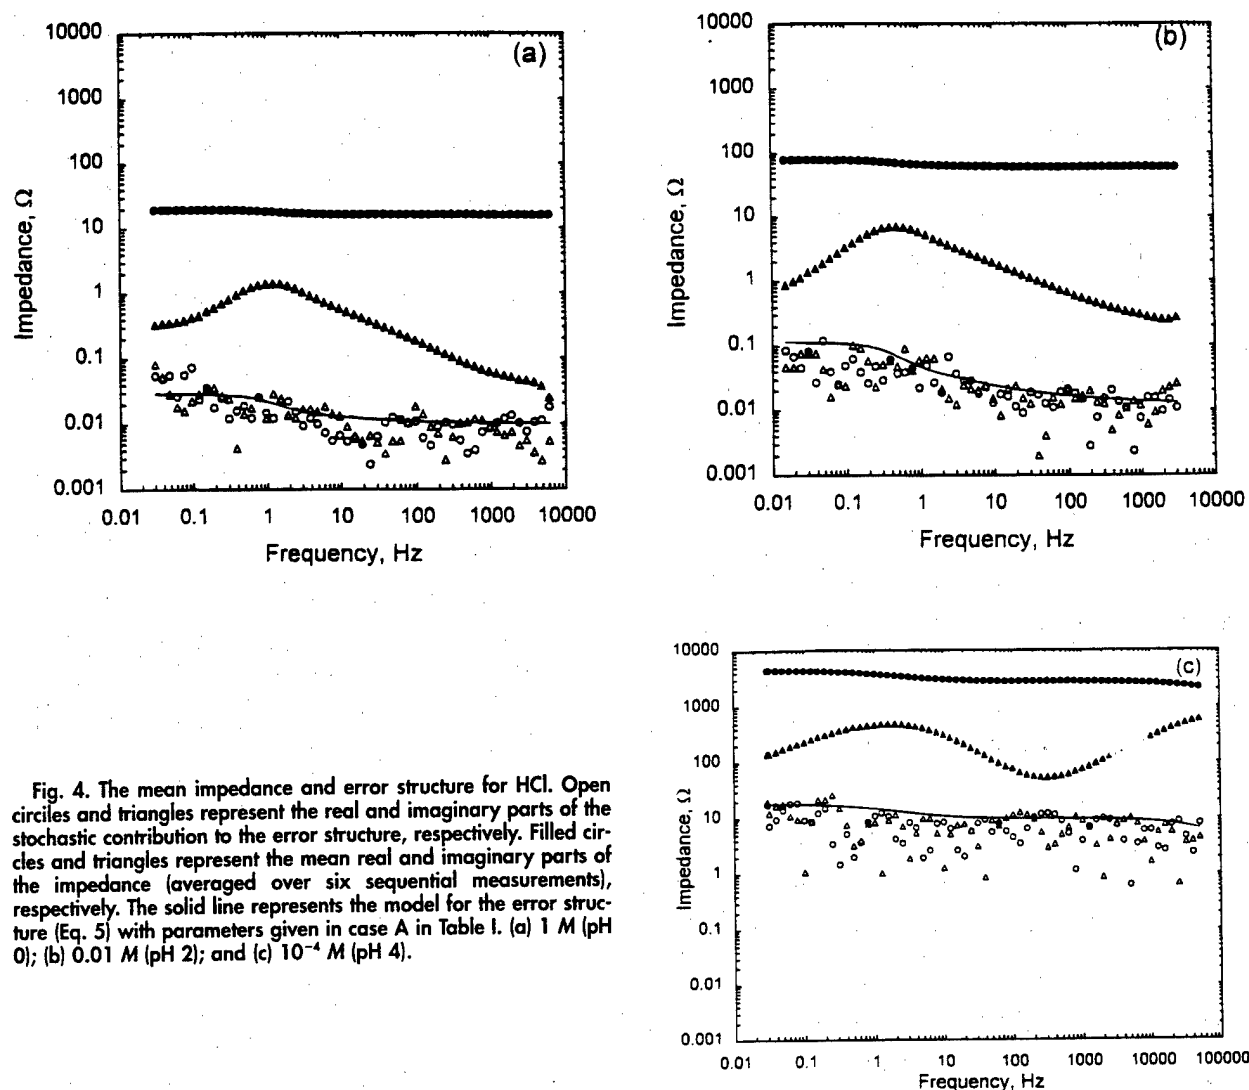 (a)
10000
1000
100
10
1
0.1
0.01
0.001
Impedance, Ω
0.01 0.1 1 10 100 1000 10000
Frequency, Hz
(b)
10000
1000
100
10
1
0.1
0.01
0.001
Impedance, Ω
0.01 0.1 1 10 100 1000 10000
Frequency, Hz
Fig. 4. The mean impedance and error structure for HCl. Open
circiles and triangles represent the real and imaginary parts of the
stochastic contribution to the error structure, respectively. Filled cir-
cles and triangles represent the mean real and imaginary parts of
the impedance (averaged over six sequential measurements),
respectively. The solid line represents the model for the error struc-
ture (Eq. 5) with parameters given in case A in Table I. (a) 1 M (pH
0); (b) 0.01 M (pH 2); and (c) 10⁻⁴ M (pH 4).
(c)
10000
1000
100
10
1
0.1
0.01
0.001
Impedance, Ω
0.01 0.1 1 10 100 1000 10000 100000
Frequency, Hz